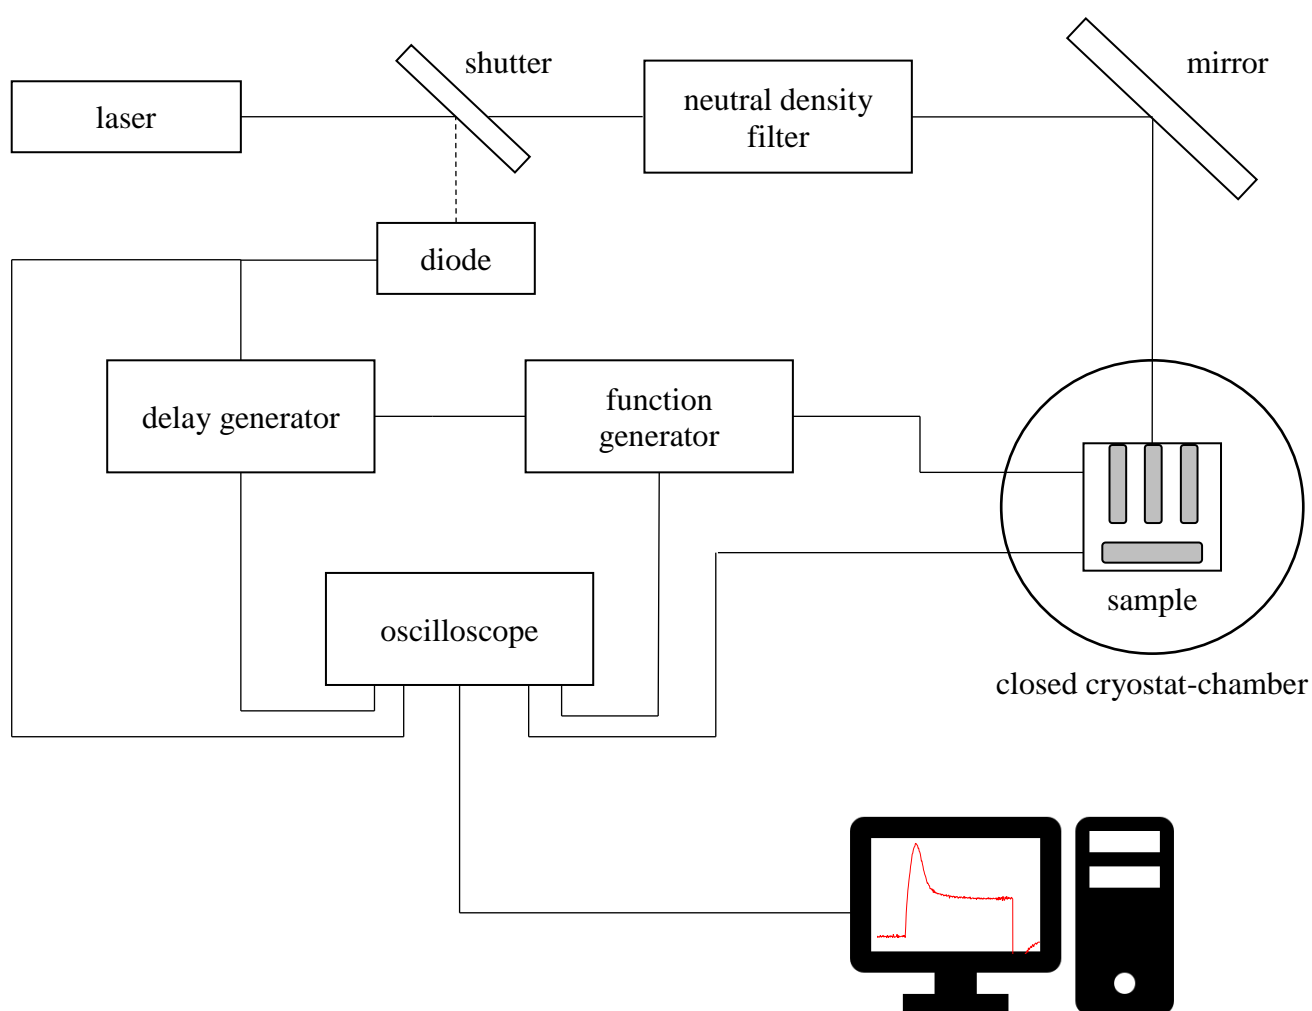 shutter
mirror
laser
neutral density
filter
diode
delay generator
function
generator
oscilloscope
sample
closed cryostat-chamber